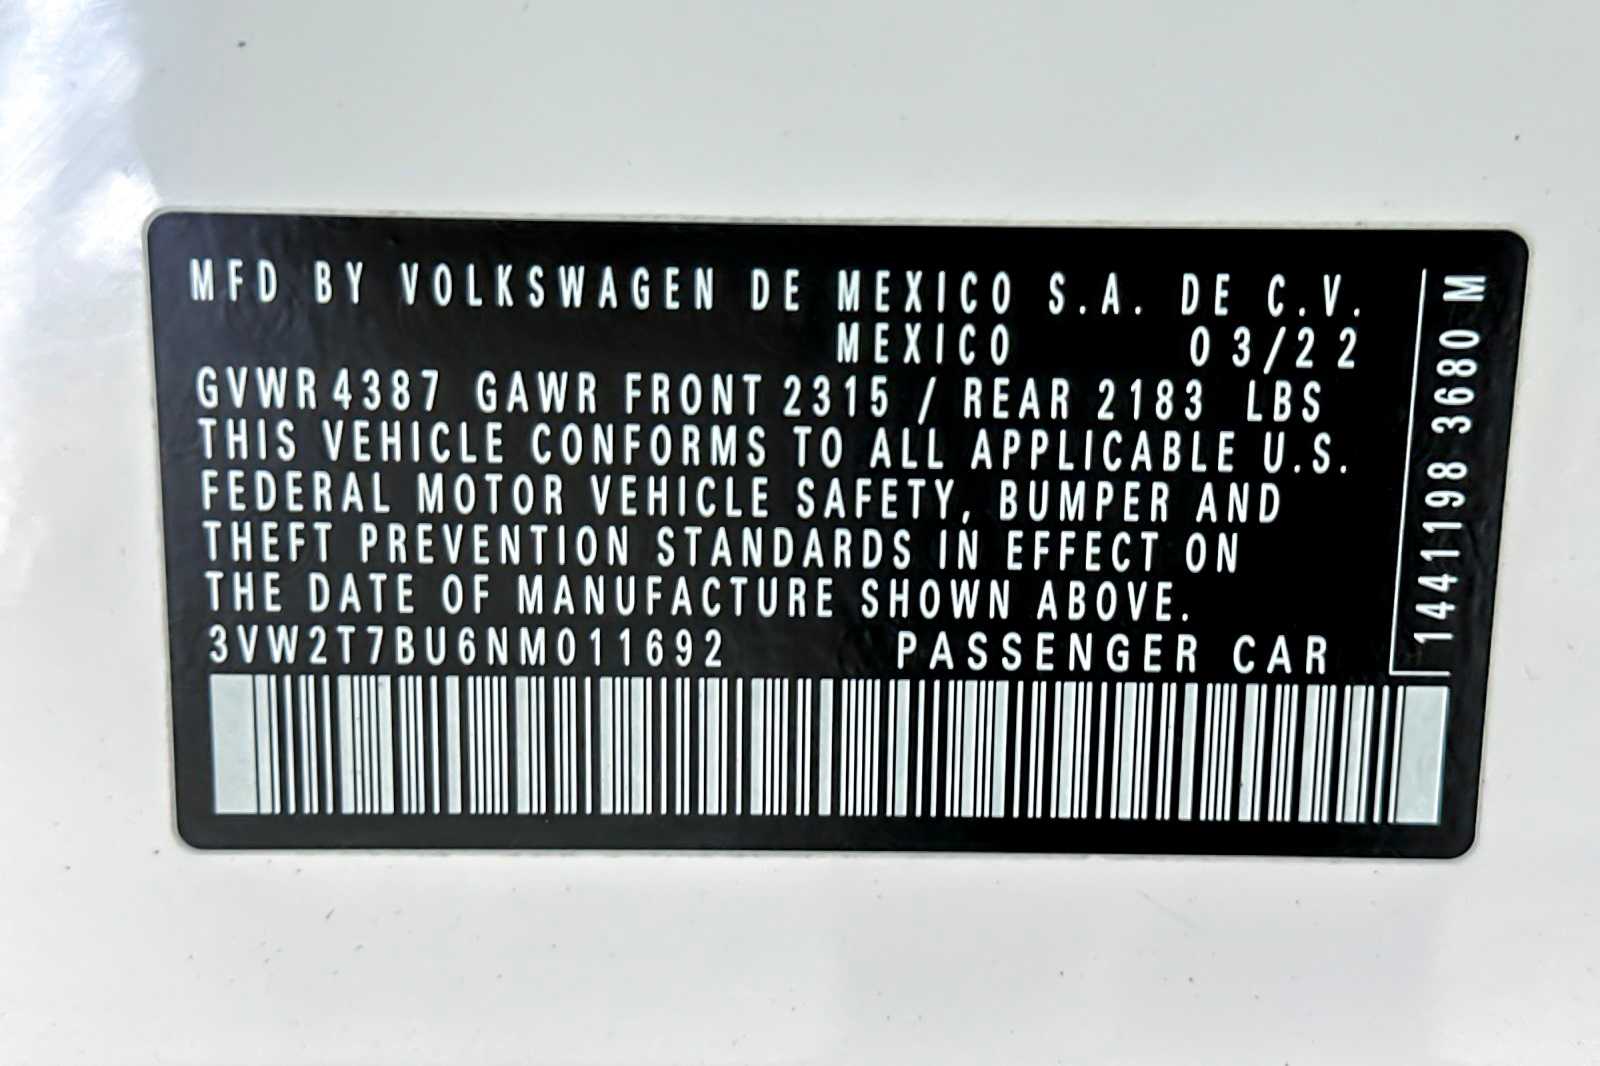 MFD BY VOLKSWAGEN DE MEXICO S.A. DE C.V.
MEXICO 03/22
GVWR 4387 GAWR FRONT 2315 / REAR 2183 LBS
THIS VEHICLE CONFORMS TO ALL APPLICABLE U.S.
FEDERAL MOTOR VEHICLE SAFETY, BUMPER AND
THEFT PREVENTION STANDARDS IN EFFECT ON
THE DATE OF MANUFACTURE SHOWN ABOVE.
3VW2T7BU6NM011692 PASSENGER CAR
1441198 3680 M